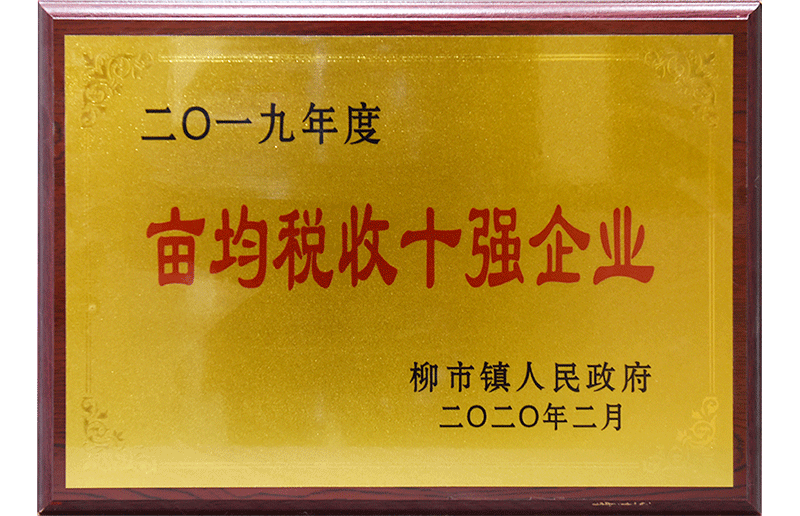 二〇一九年度
亩均税收十强企业
柳市镇人民政府
二〇二〇年二月